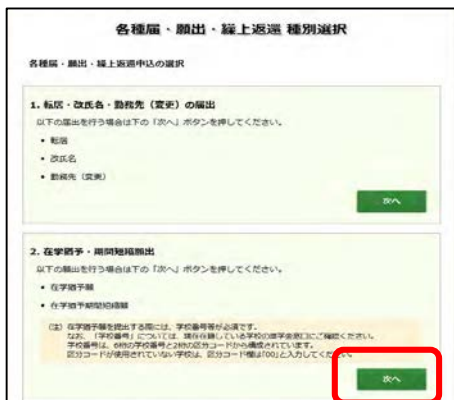 各種届・願出・繰上返還 種別選択
各種届・願出・繰上返還申込の選択
1. 転居・改氏名・勤務先（変更）の届出
以下の届出を行う場合は下の「次へ」ボタンを押してください。
• 転居
• 改氏名
• 勤務先（変更）
次へ
2. 在学猶予・期間短縮願出
以下の願出を行う場合は下の「次へ」ボタンを押してください。
• 在学猶予願
• 在学猶予期間短縮願
（注）在学猶予願を提出する際には、学校番号等が必須です。
なお、「学校番号」については、現在在籍している学校の奨学金窓口にご確認ください。
学校番号は、6桁の学校番号と2桁の区分コードから構成されています。
区分コードが使用されていない学校は、区分コード欄は「00」と入力してください。
次へ